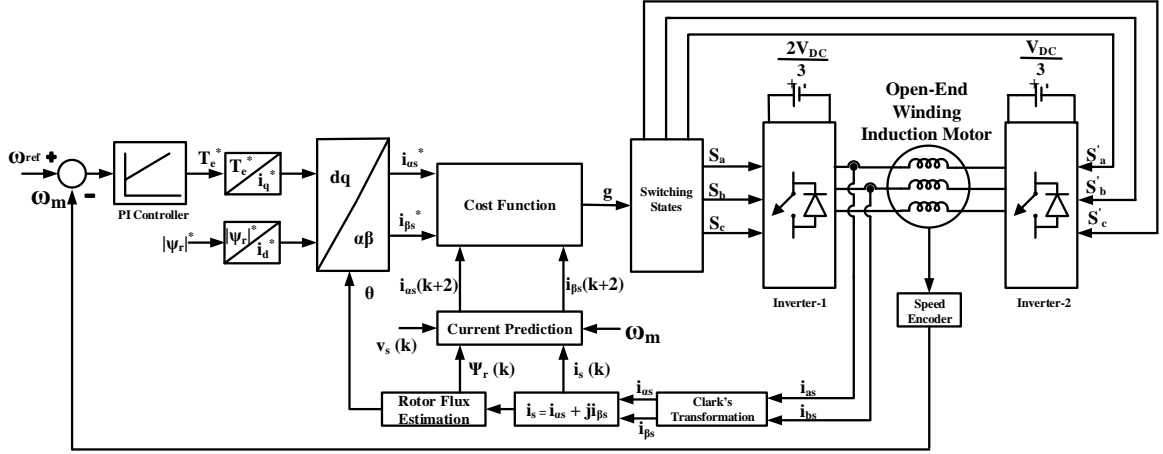 2V_DC
3
+ -
V_DC
3
+ -
Open-End
Winding
Induction Motor
ω_ref +
ω_m −
PI Controller
T_e^*
T_e^*
i_q^*
|Ψ_r|^*
|Ψ_r|^*
i_d^*
dq
αβ
θ
i_αs^*
i_βs^*
Cost Function
g
Switching
States
S_a
S_b
S_c
S'_a
S'_b
S'_c
Inverter-1
Inverter-2
Speed
Encoder
i_αs(k+2)
i_βs(k+2)
Current Prediction
v_s (k)
ω_m
Ψ_r (k)
i_s (k)
Rotor Flux
Estimation
i_s = i_αs + ji_βs
i_αs
i_βs
Clark's
Transformation
i_as
i_bs